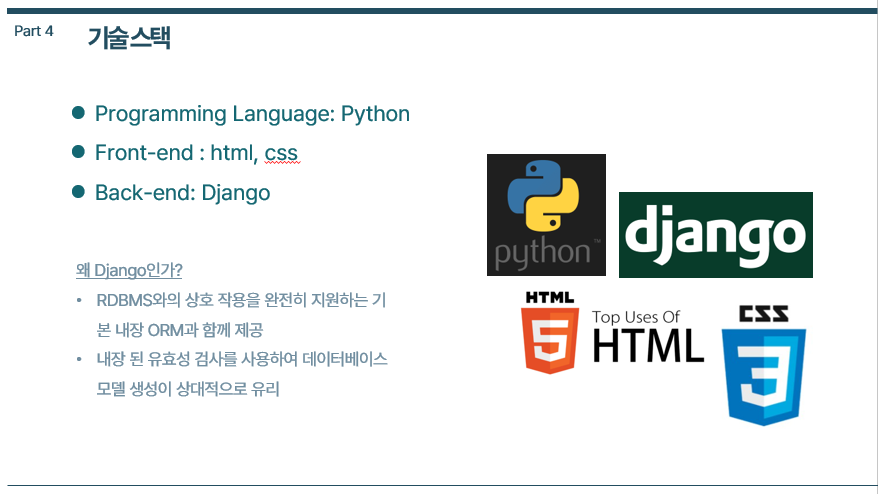 Part 4
기술스택
● Programming Language: Python
● Front-end : html, css
● Back-end: Django
왜 Django인가?
• RDBMS와의 상호 작용을 완전히 지원하는 기
본 내장 ORM과 함께 제공
• 내장 된 유효성 검사를 사용하여 데이터베이스
모델 생성이 상대적으로 유리
python™
django
HTML
5
Top Uses Of
HTML
CSS
3